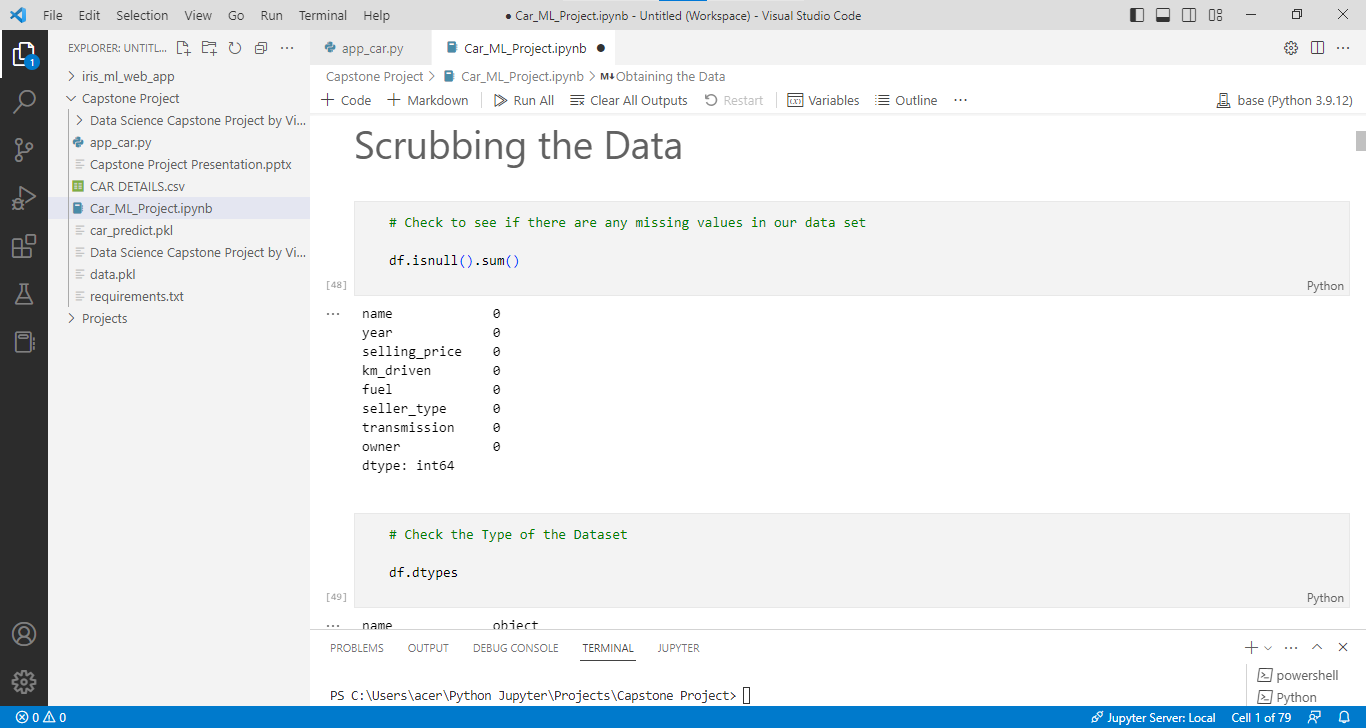 File Edit Selection View Go Run Terminal Help ● Car_ML_Project.ipynb - Untitled (Workspace) - Visual Studio Code
EXPLORER: UNTITL...
app_car.py
Car_ML_Project.ipynb
1
iris_ml_web_app
Capstone Project
Data Science Capstone Project by Vi...
app_car.py
Capstone Project Presentation.pptx
CAR DETAILS.csv
Car_ML_Project.ipynb
car_predict.pkl
Data Science Capstone Project by Vi...
data.pkl
requirements.txt
Projects
Capstone Project > Car_ML_Project.ipynb > M↓Obtaining the Data
+ Code + Markdown Run All Clear All Outputs Restart Variables Outline ... base (Python 3.9.12)
Scrubbing the Data
# Check to see if there are any missing values in our data set
df.isnull().sum()
[48] Python
... name 0
year 0
selling_price 0
km_driven 0
fuel 0
seller_type 0
transmission 0
owner 0
dtype: int64
# Check the Type of the Dataset
df.dtypes
[49] Python
... name object
PROBLEMS OUTPUT DEBUG CONSOLE TERMINAL JUPYTER
PS C:\Users\acer\Python Jupyter\Projects\Capstone Project>
powershell
Python
0 0 Jupyter Server: Local Cell 1 of 79